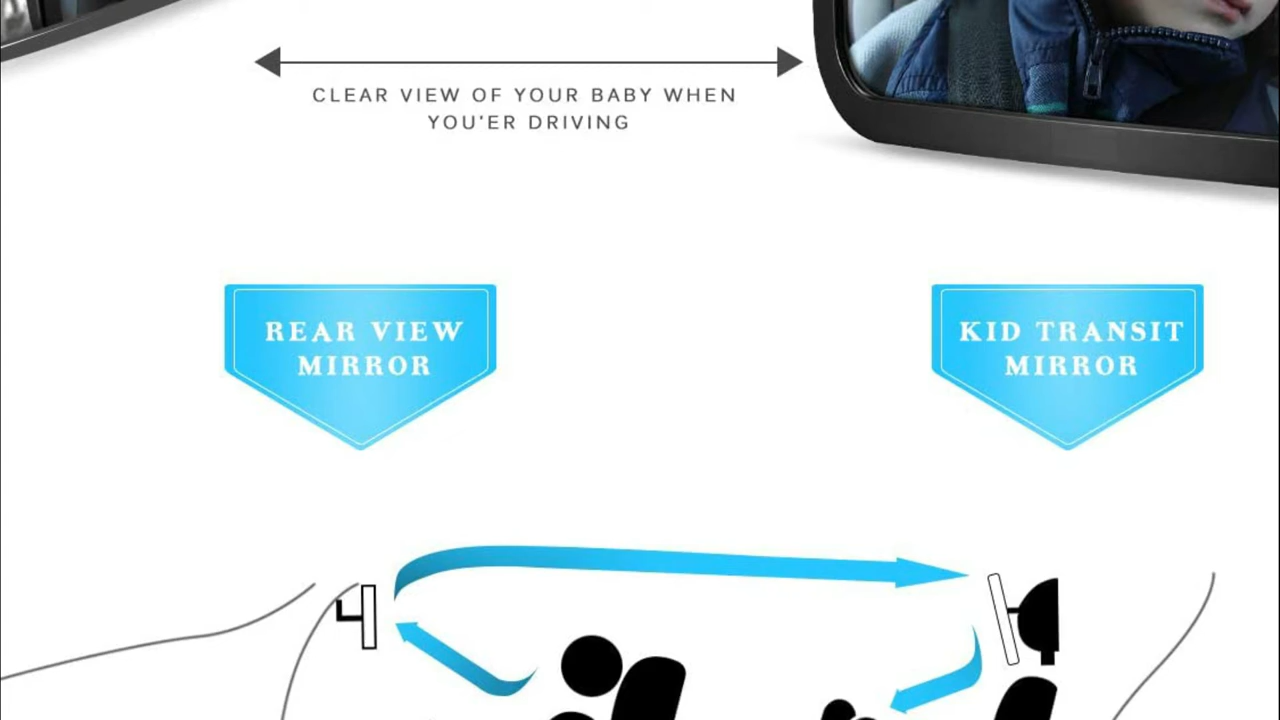 CLEAR VIEW OF YOUR BABY WHEN
YOU'ER DRIVING
REAR VIEW
MIRROR
KID TRANSIT
MIRROR